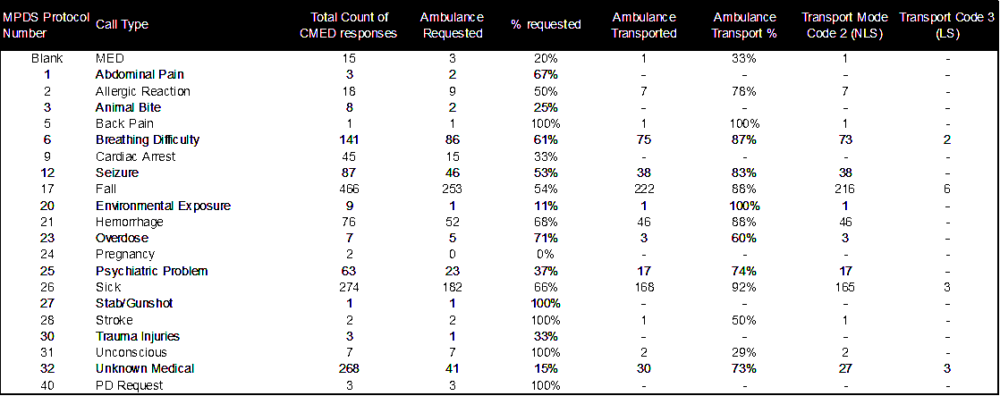 MPDS Protocol Number | Call Type | Total Count of CMED responses | Ambulance Requested | % requested | Ambulance Transported | Ambulance Transport % | Transport Mode Code 2 (NLS) | Transport Code 3 (LS)
Blank MED 15 3 20% 1 33% 1 -
1 Abdominal Pain 3 2 67% - - - -
2 Allergic Reaction 18 9 50% 7 78% 7 -
3 Animal Bite 8 2 25% - - - -
5 Back Pain 1 1 100% 1 100% 1 -
6 Breathing Difficulty 141 86 61% 75 87% 73 2
9 Cardiac Arrest 45 15 33% - - - -
12 Seizure 87 46 53% 38 83% 38 -
17 Fall 466 253 54% 222 88% 216 6
20 Environmental Exposure 9 1 11% 1 100% 1 -
21 Hemorrhage 76 52 68% 46 88% 46 -
23 Overdose 7 5 71% 3 60% 3 -
24 Pregnancy 2 0 0% - - - -
25 Psychiatric Problem 63 23 37% 17 74% 17 -
26 Sick 274 182 66% 168 92% 165 3
27 Stab/Gunshot 1 1 100% - - - -
28 Stroke 2 2 100% 1 50% 1 -
30 Trauma Injuries 3 1 33% - - - -
31 Unconscious 7 7 100% 2 29% 2 -
32 Unknown Medical 268 41 15% 30 73% 27 3
40 PD Request 3 3 100% - - - -